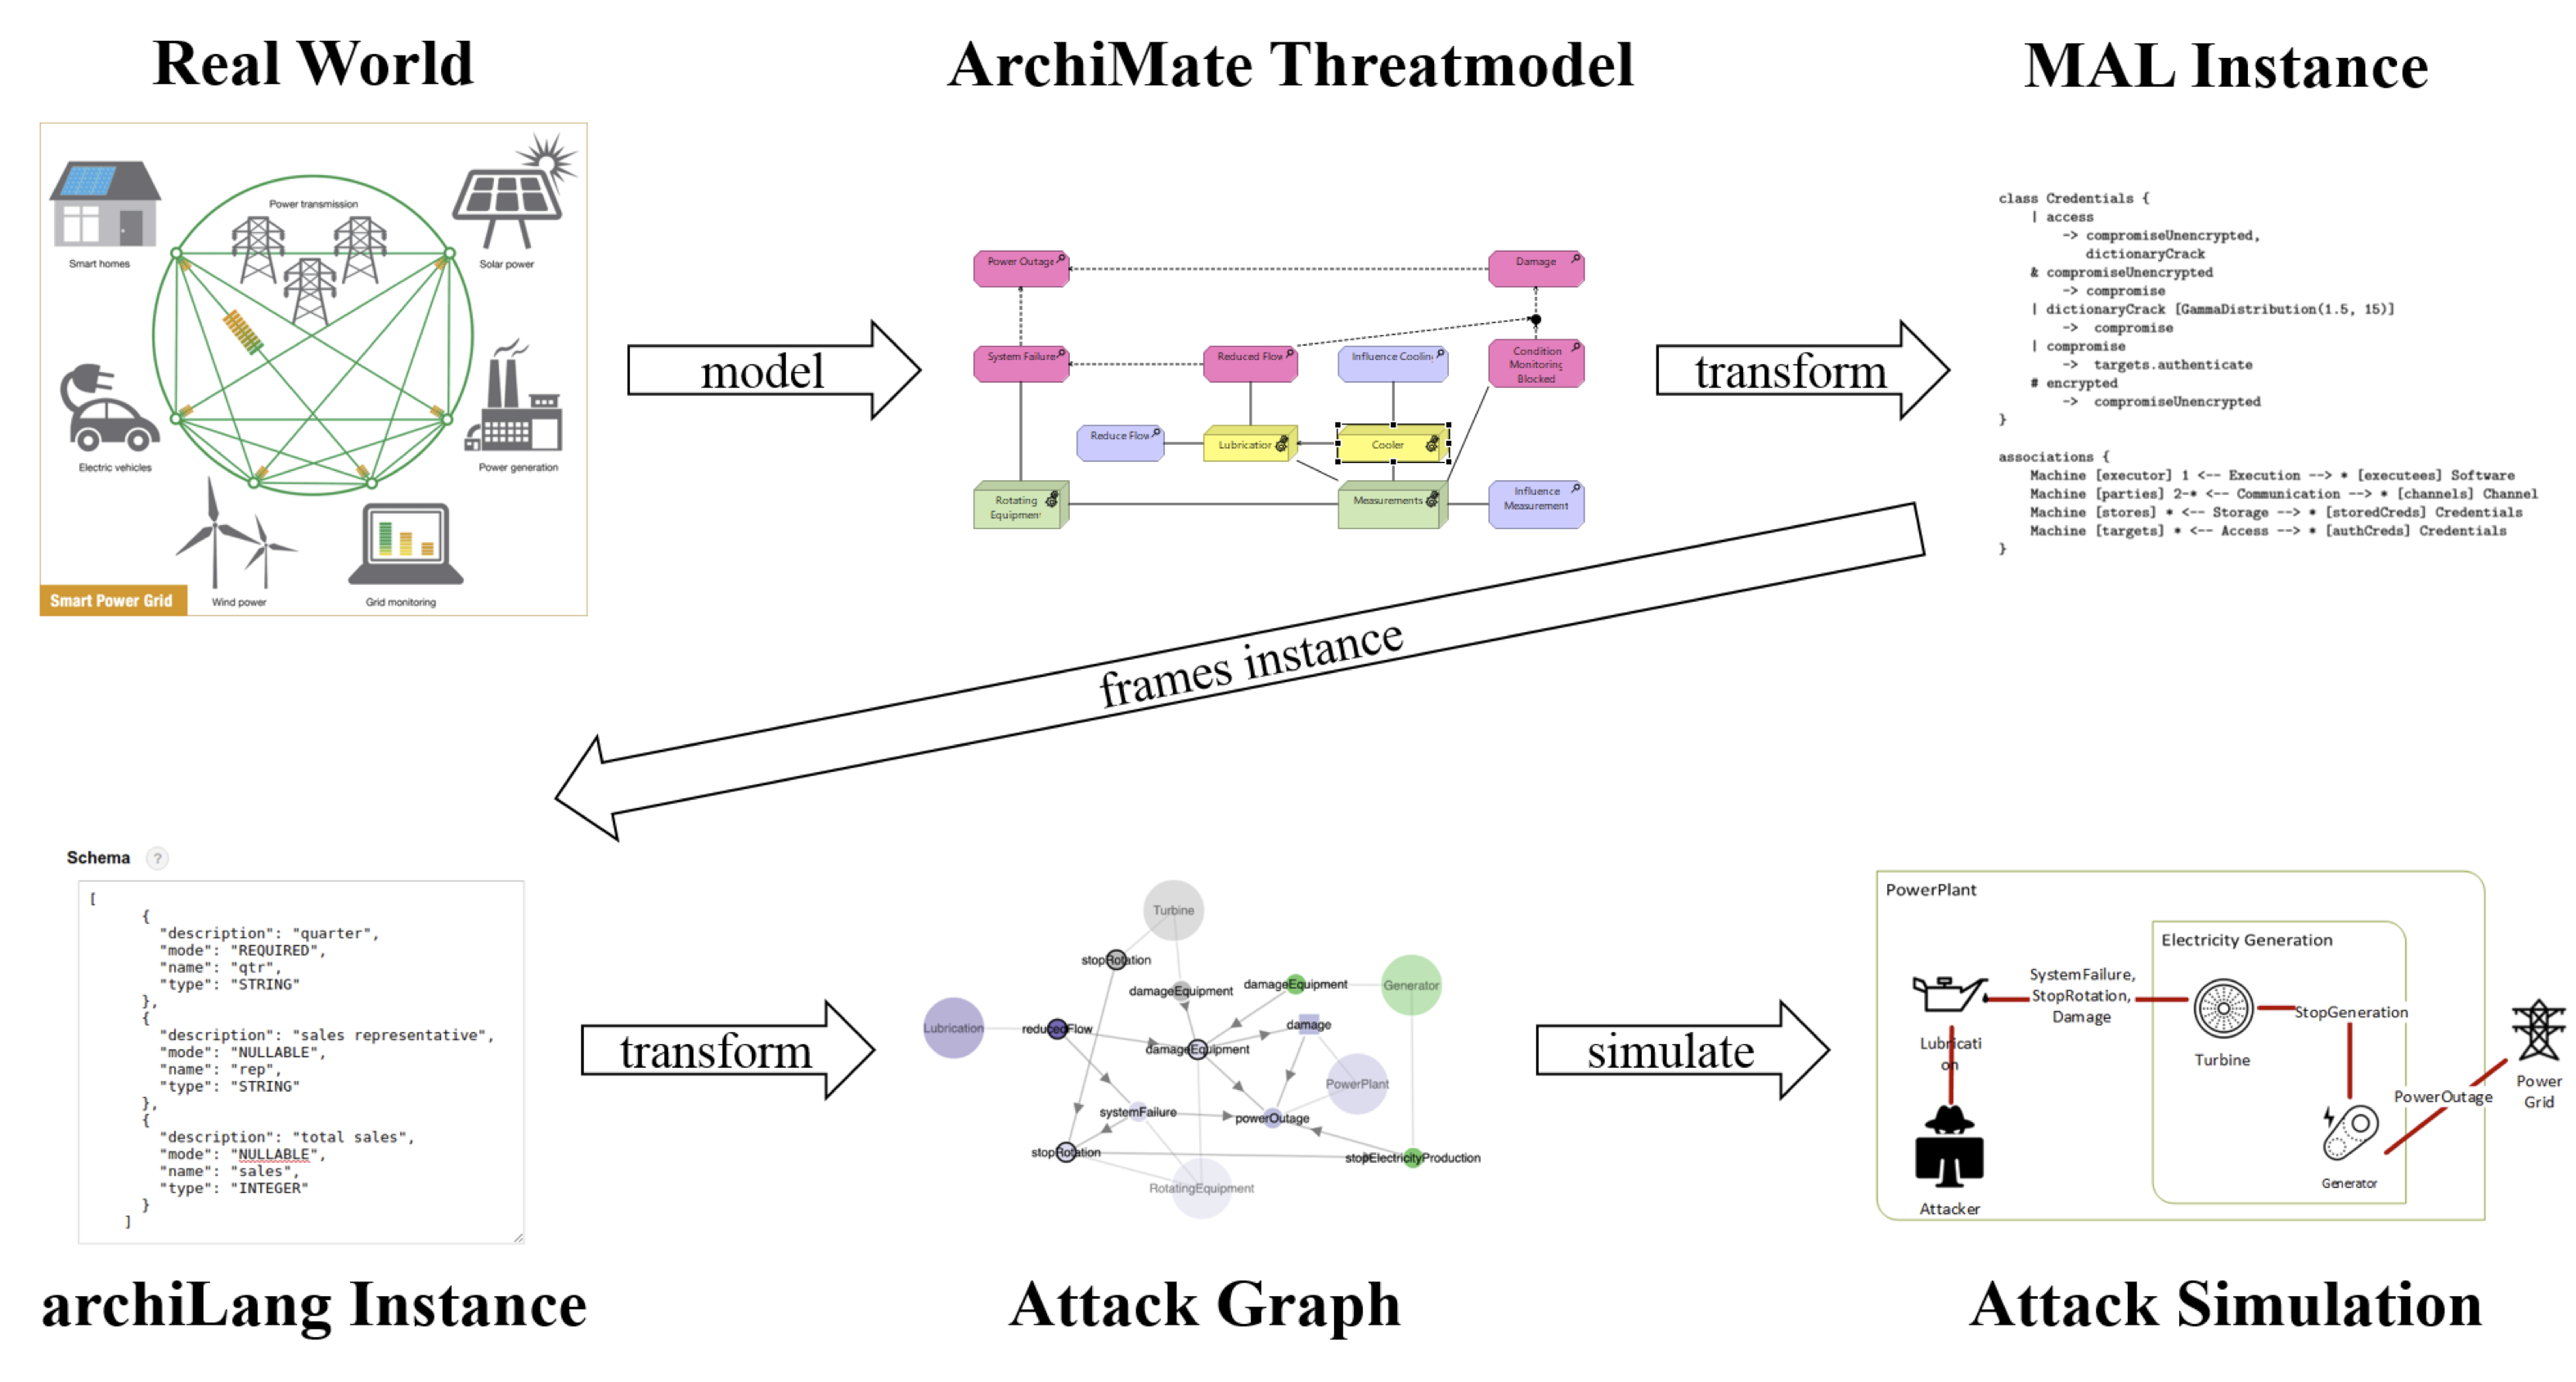 Real World
ArchiMate Threatmodel
MAL Instance
Smart homes
Power transmission
Solar power
Electric vehicles
Power generation
Wind power
Grid monitoring
Smart Power Grid
model
Power Outage
Damage
System Failure
Reduced Flow
Influence Coolin
Condition
Monitoring
Blocked
Reduce Flow
Lubrication
Cooler
Rotating
Equipment
Measurements
Influence
Measurement
transform
class Credentials {
| access
-> compromiseUnencrypted,
dictionaryCrack
& compromiseUnencrypted
-> compromise
| dictionaryCrack [GammaDistribution(1.5, 15)]
-> compromise
| compromise
-> targets.authenticate
# encrypted
-> compromiseUnencrypted
}
associations {
Machine [executor] 1 <-- Execution --> * [executees] Software
Machine [parties] 2-* <-- Communication --> * [channels] Channel
Machine [stores] * <-- Storage --> * [storedCreds] Credentials
Machine [targets] * <-- Access --> * [authCreds] Credentials
}
frames instance
Schema ?
[
{
"description": "quarter",
"mode": "REQUIRED",
"name": "qtr",
"type": "STRING"
},
{
"description": "sales representative",
"mode": "NULLABLE",
"name": "rep",
"type": "STRING"
},
{
"description": "total sales",
"mode": "NULLABLE",
"name": "sales",
"type": "INTEGER"
}
]
transform
Turbine
stopRotation
damageEquipment
damageEquipment
Generator
Lubrication
reducedFlow
damage
damageEquipment
PowerPlant
systemFailure
powerOutage
stopRotation
stopElectricityProduction
RotatingEquipment
simulate
PowerPlant
Electricity Generation
SystemFailure,
StopRotation,
Damage
Lubricati
on
Turbine
StopGeneration
PowerOutage
Power
Grid
Generator
Attacker
archiLang Instance
Attack Graph
Attack Simulation